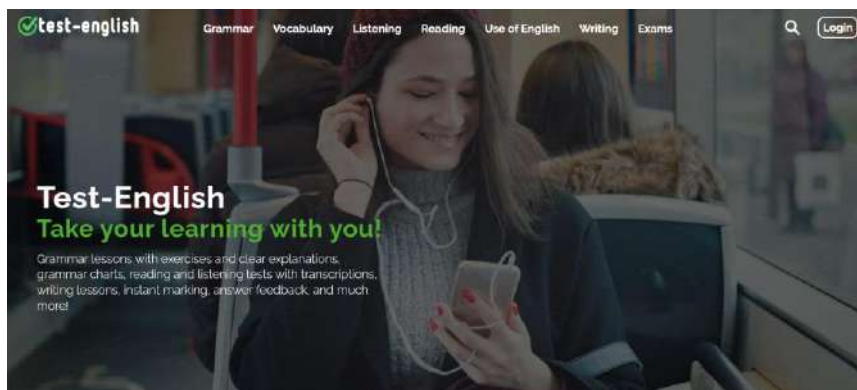 test-english
Grammar Vocabulary Listening Reading Use of English Writing Exams
Login
Test-English
Take your learning with you!
Grammar lessons with exercises and clear explanations,
grammar charts, reading and listening tests with transcriptions,
writing lessons, instant marking, answer feedback, and much
more!